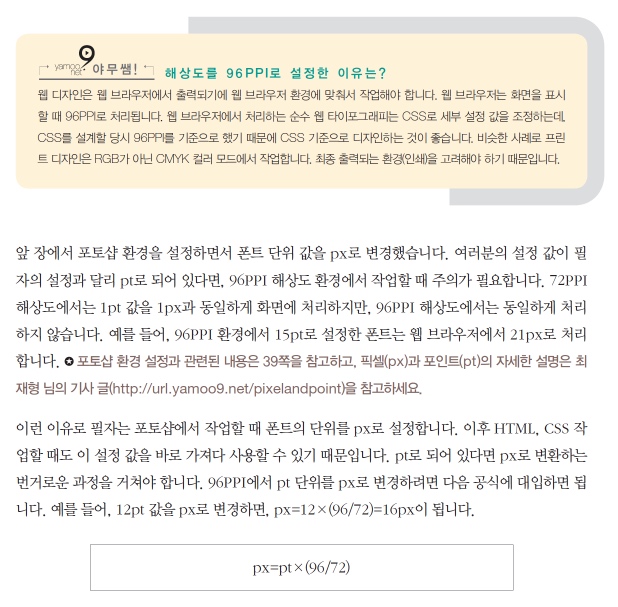 yamoo
net 9 야무쌤! 해상도를 96PPI로 설정한 이유는?
웹 디자인은 웹 브라우저에서 출력되기에 웹 브라우저 환경에 맞춰서 작업해야 합니다. 웹 브라우저는 화면을 표시
할 때 96PPI로 처리됩니다. 웹 브라우저에서 처리하는 순수 웹 타이포그래피는 CSS로 세부 설정 값을 조정하는데,
CSS를 설계할 당시 96PPI를 기준으로 했기 때문에 CSS 기준으로 디자인하는 것이 좋습니다. 비슷한 사례로 프린
트 디자인은 RGB가 아닌 CMYK 컬러 모드에서 작업합니다. 최종 출력되는 환경(인쇄)을 고려해야 하기 때문입니다.
앞 장에서 포토샵 환경을 설정하면서 폰트 단위 값을 px로 변경했습니다. 여러분의 설정 값이 필
자의 설정과 달리 pt로 되어 있다면, 96PPI 해상도 환경에서 작업할 때 주의가 필요합니다. 72PPI
해상도에서는 1pt 값을 1px과 동일하게 화면에 처리하지만, 96PPI 해상도에서는 동일하게 처리
하지 않습니다. 예를 들어, 96PPI 환경에서 15pt로 설정한 폰트는 웹 브라우저에서 21px로 처리
합니다. ✪ 포토샵 환경 설정과 관련된 내용은 39쪽을 참고하고, 픽셀(px)과 포인트(pt)의 자세한 설명은 최
재형 님의 기사 글(http://url.yamoo9.net/pixelandpoint)을 참고하세요.
이런 이유로 필자는 포토샵에서 작업할 때 폰트의 단위를 px로 설정합니다. 이후 HTML, CSS 작
업할 때도 이 설정 값을 바로 가져다 사용할 수 있기 때문입니다. pt로 되어 있다면 px로 변환하는
번거로운 과정을 거쳐야 합니다. 96PPI에서 pt 단위를 px로 변경하려면 다음 공식에 대입하면 됩
니다. 예를 들어, 12pt 값을 px로 변경하면, px=12×(96/72)=16px이 됩니다.
px=pt×(96/72)